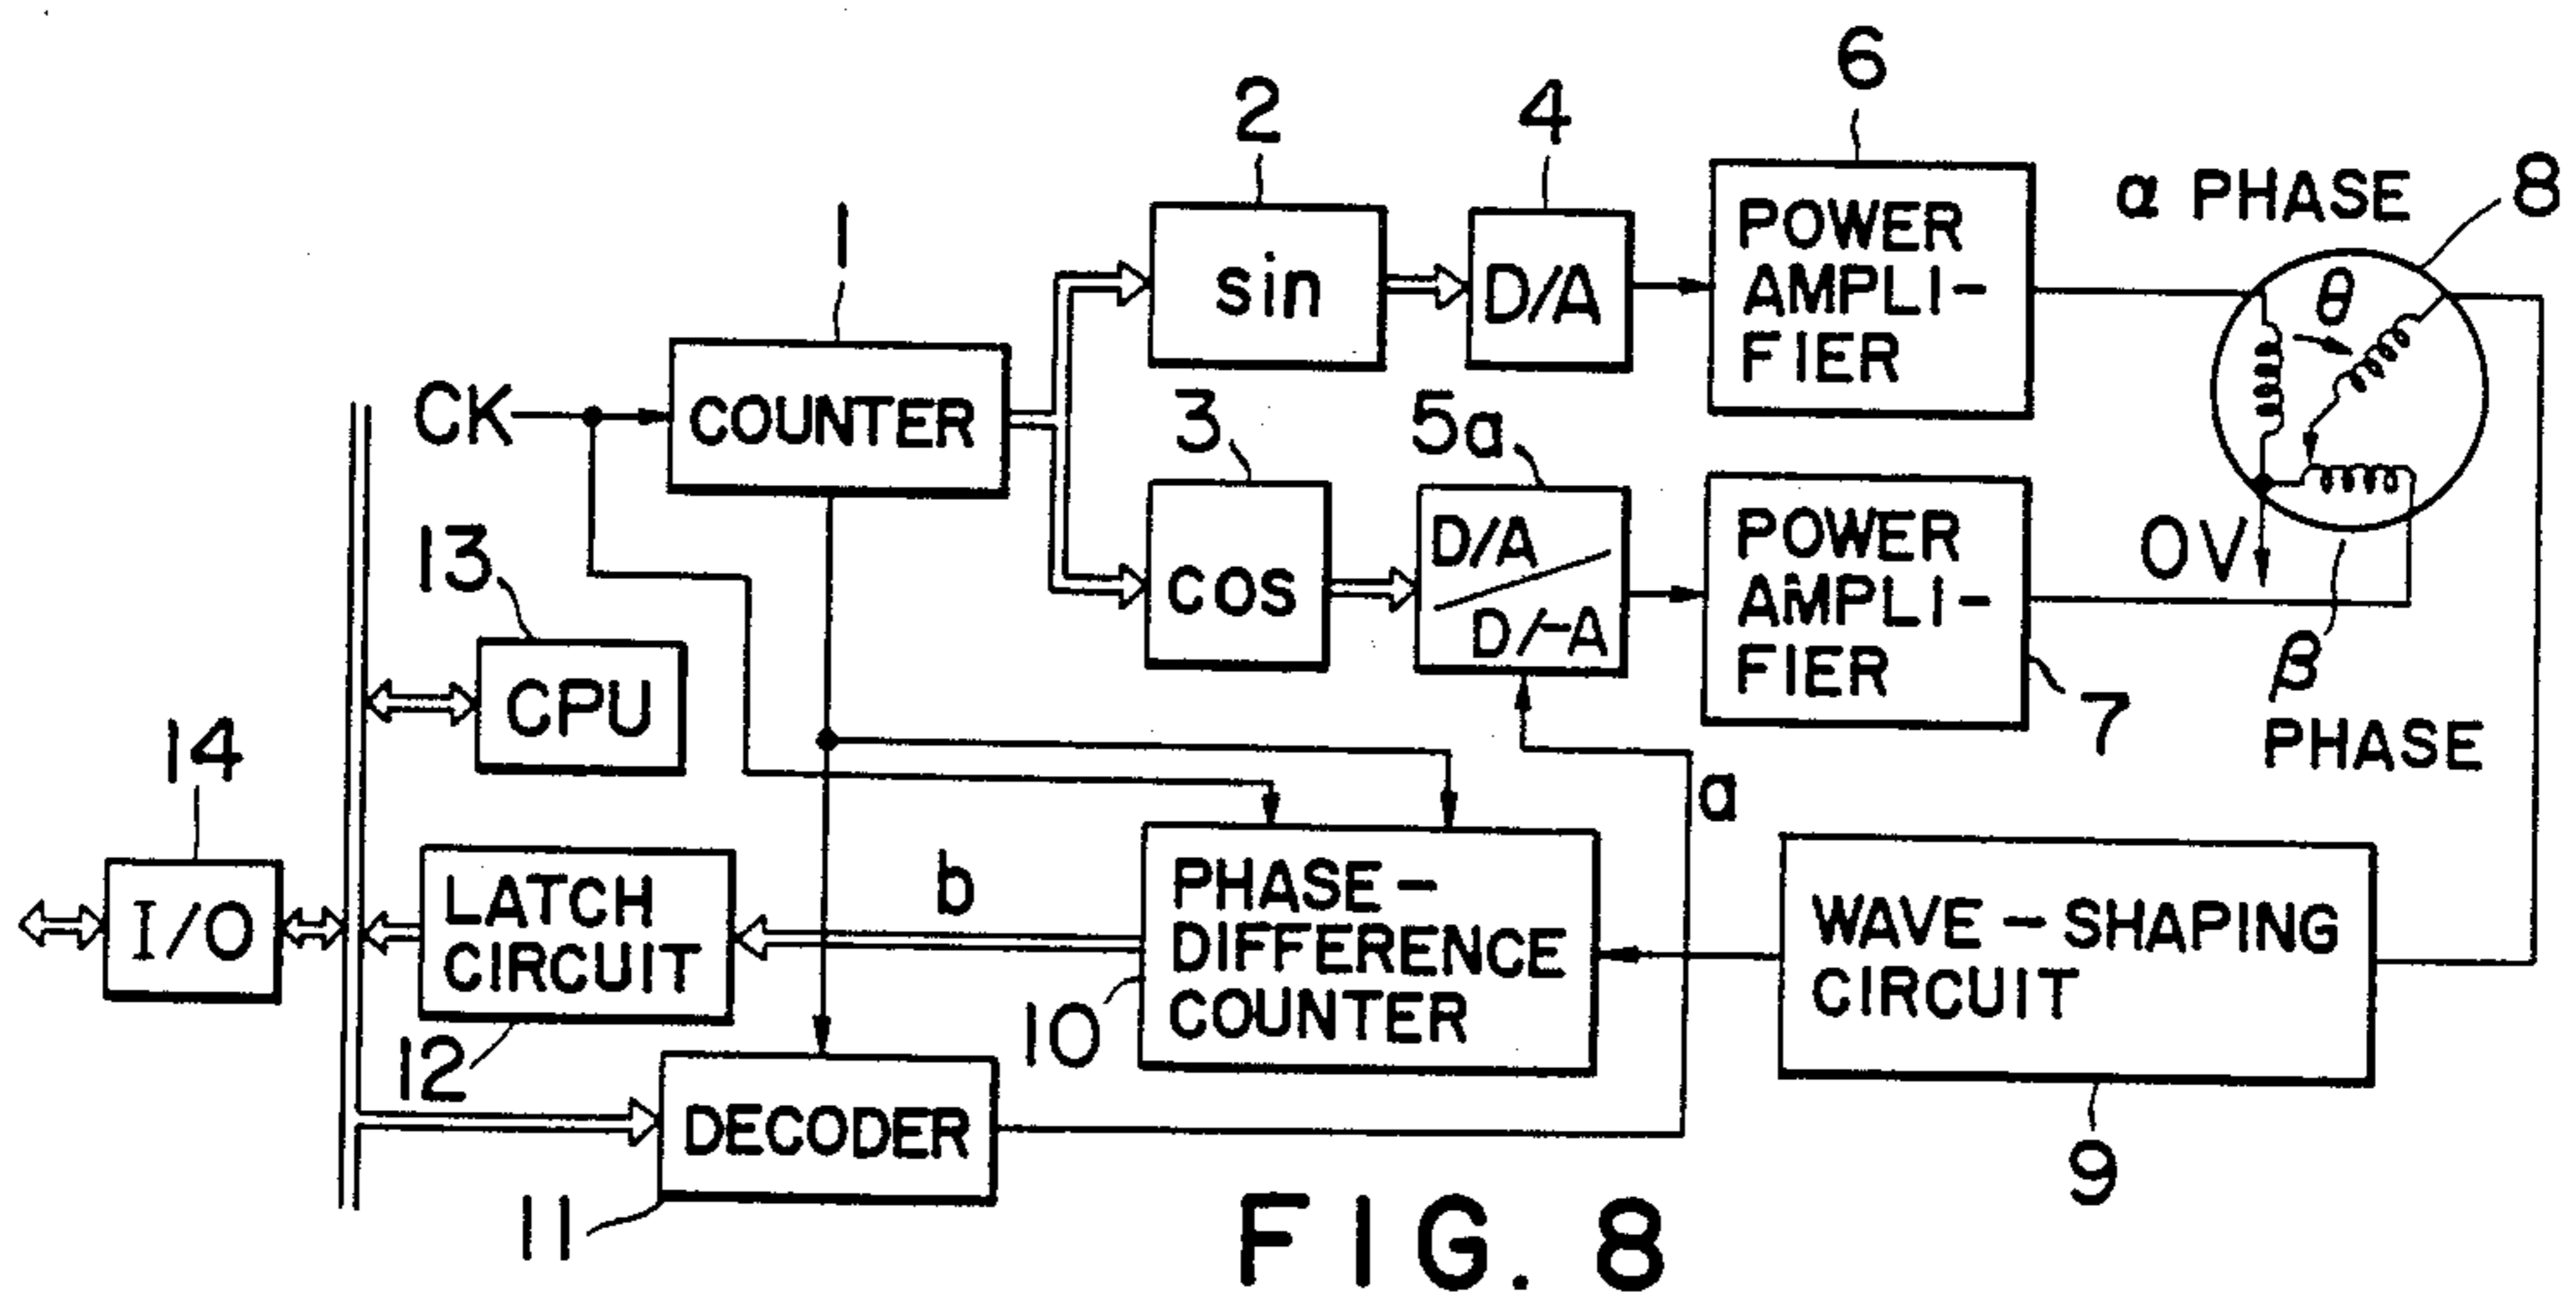 6
2
4
α PHASE
8
1
sin
D/A
POWER
AMPLI-
FIER
θ
CK
COUNTER
3
5a
13
COS
D/A
D/-A
POWER
AMPLI-
FIER
0V
β
PHASE
7
CPU
14
a
I/O
LATCH
CIRCUIT
b
PHASE-
DIFFERENCE
COUNTER
WAVE-SHAPING
CIRCUIT
10
12
DECODER
9
11
FIG. 8